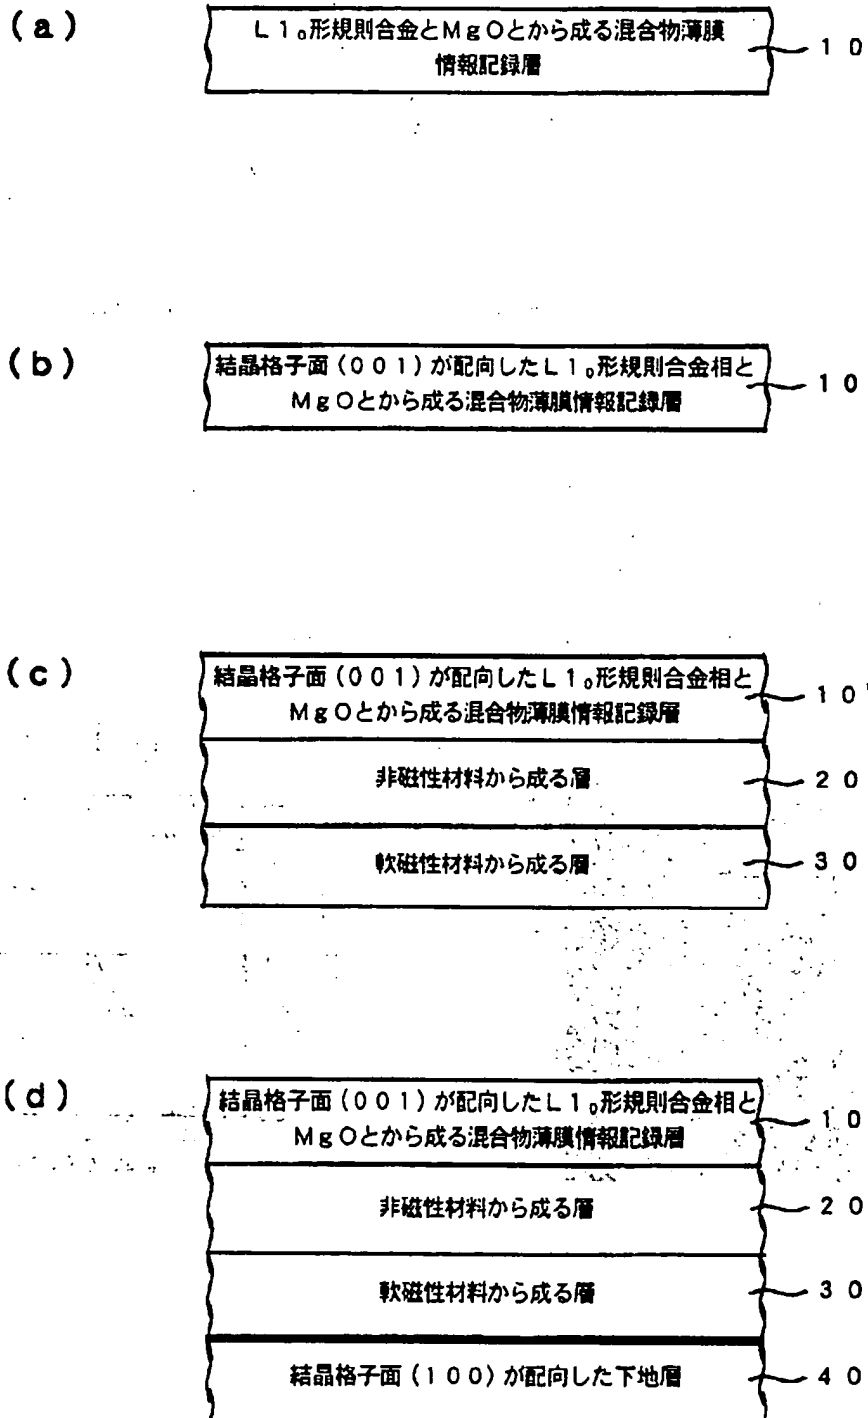 (a)
L1₀形規則合金とMgOとから成る混合物薄膜
情報記録層
10
(b)
結晶格子面(001)が配向したL1₀形規則合金相と
MgOとから成る混合物薄膜情報記録層
10
(c)
結晶格子面(001)が配向したL1₀形規則合金相と
MgOとから成る混合物薄膜情報記録層
10
非磁性材料から成る層
20
軟磁性材料から成る層
30
(d)
結晶格子面(001)が配向したL1₀形規則合金相と
MgOとから成る混合物薄膜情報記録層
10
非磁性材料から成る層
20
軟磁性材料から成る層
30
結晶格子面(100)が配向した下地層
40